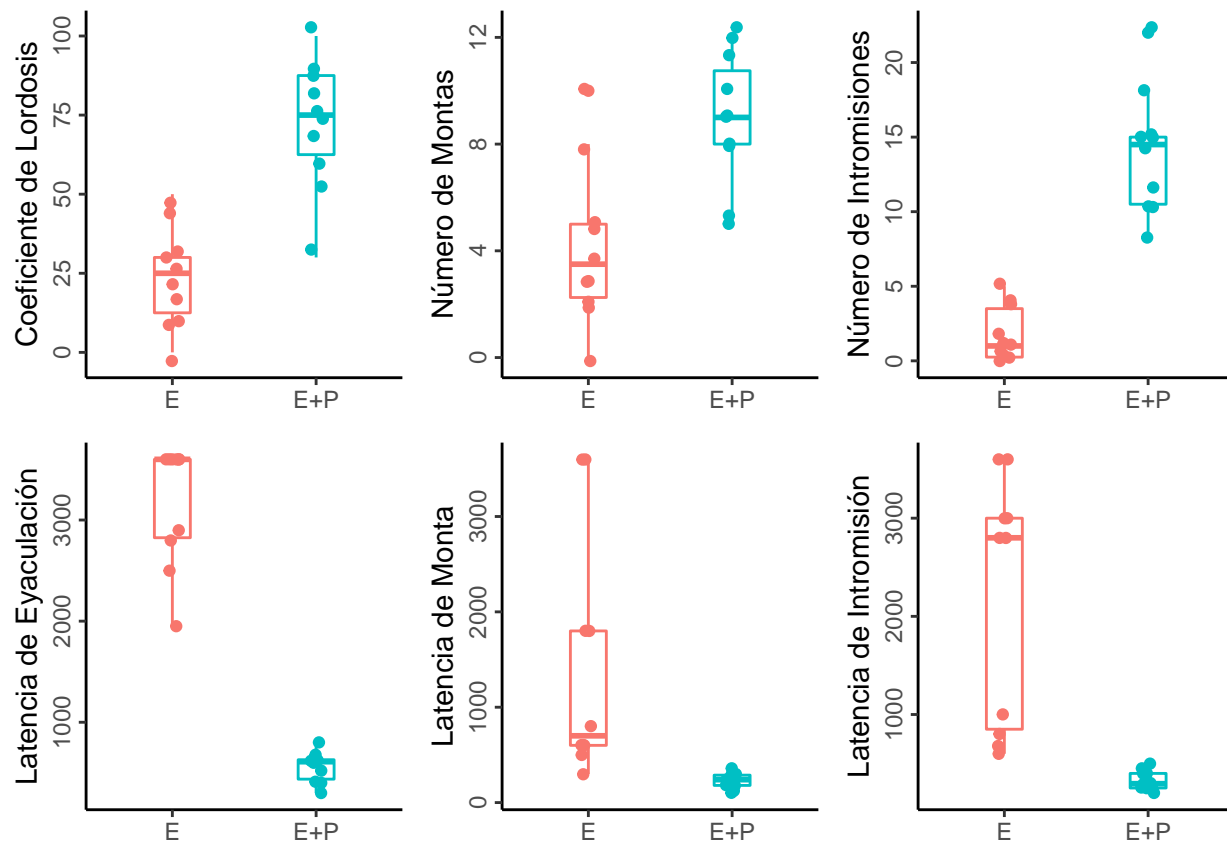 Coeficiente de Lordosis
100
75
50
25
0
E
E+P
Número de Montas
12
8
4
0
E
E+P
Número de Intromisiones
20
15
10
5
0
E
E+P
Latencia de Eyaculación
3000
2000
1000
E
E+P
Latencia de Monta
3000
2000
1000
0
E
E+P
Latencia de Intromisión
3000
2000
1000
E
E+P